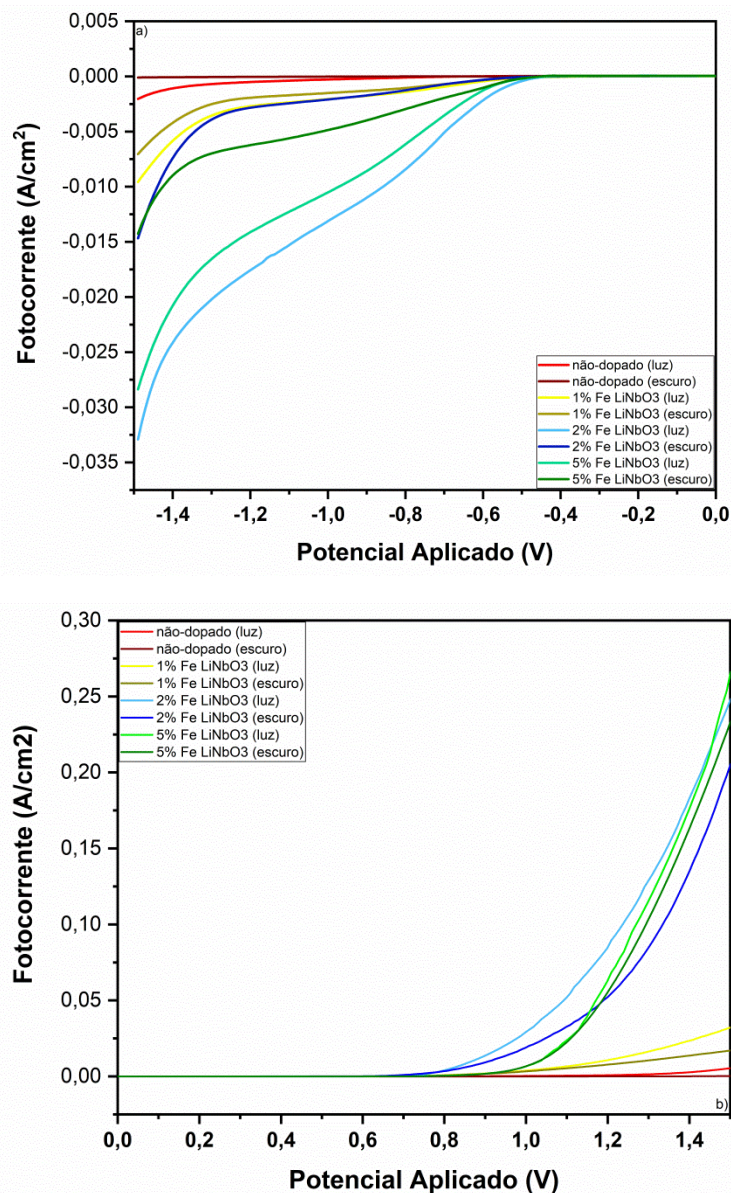 a)
0,005
0,000
-0,005
-0,010
-0,015
-0,020
-0,025
-0,030
-0,035
Fotocorrente (A/cm²)
não-dopado (luz)
não-dopado (escuro)
1% Fe LiNbO3 (luz)
1% Fe LiNbO3 (escuro)
2% Fe LiNbO3 (luz)
2% Fe LiNbO3 (escuro)
5% Fe LiNbO3 (luz)
5% Fe LiNbO3 (escuro)
-1,4 -1,2 -1,0 -0,8 -0,6 -0,4 -0,2 0,0
Potencial Aplicado (V)
0,30
0,25
0,20
0,15
0,10
0,05
0,00
Fotocorrente (A/cm2)
não-dopado (luz)
não-dopado (escuro)
1% Fe LiNbO3 (luz)
1% Fe LiNbO3 (escuro)
2% Fe LiNbO3 (luz)
2% Fe LiNbO3 (escuro)
5% Fe LiNbO3 (luz)
5% Fe LiNbO3 (escuro)
b)
0,0 0,2 0,4 0,6 0,8 1,0 1,2 1,4
Potencial Aplicado (V)